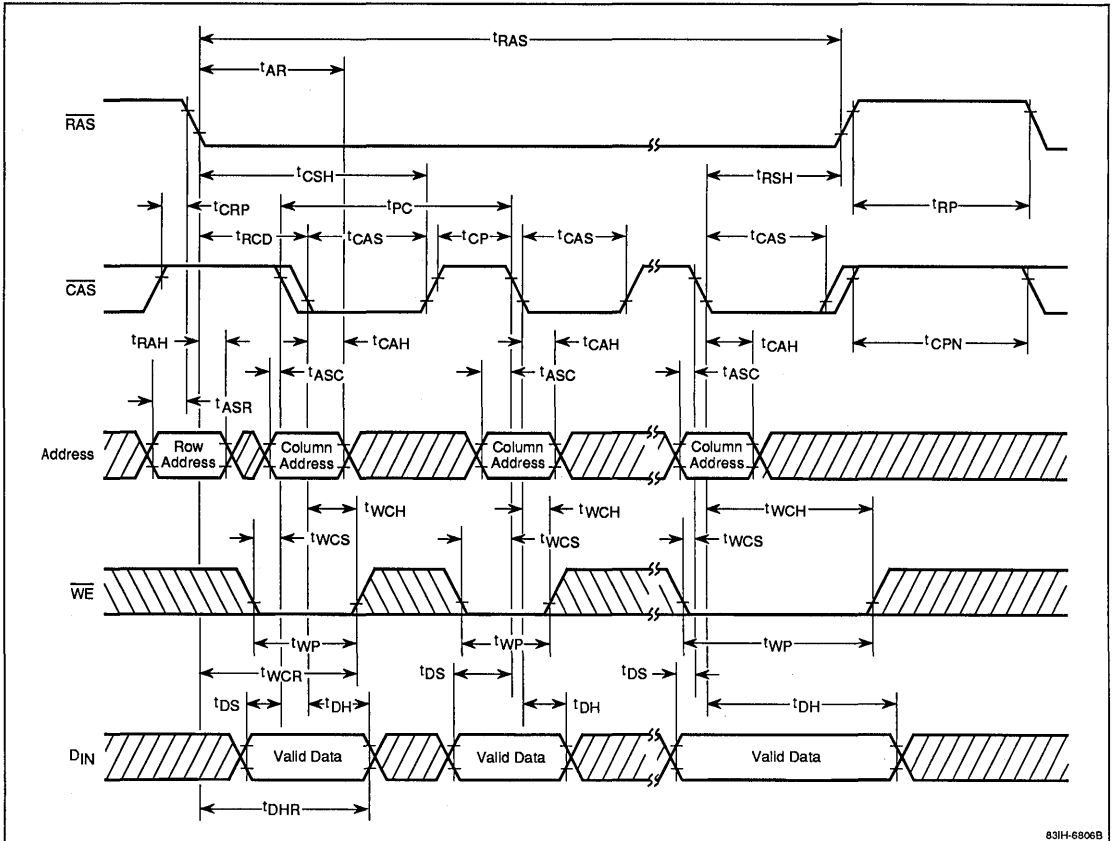 tRAS
tAR
RAS
tCSH
tRSH
tCRP
tPC
tRP
tRCD
tCAS
tCP
tCAS
tCAS
CAS
tRAH
tCAH
tCAH
tCAH
tCPN
tASC
tASC
tASC
tASR
Address
Row
Address
Column
Address
Column
Address
Column
Address
tWCH
tWCH
tWCH
tWCS
tWCS
tWCS
WE
tWP
tWP
tWP
tWCR
tDS
tDS
tDS
tDH
tDH
tDH
DIN
Valid Data
Valid Data
Valid Data
tDHR
83IH-6806B